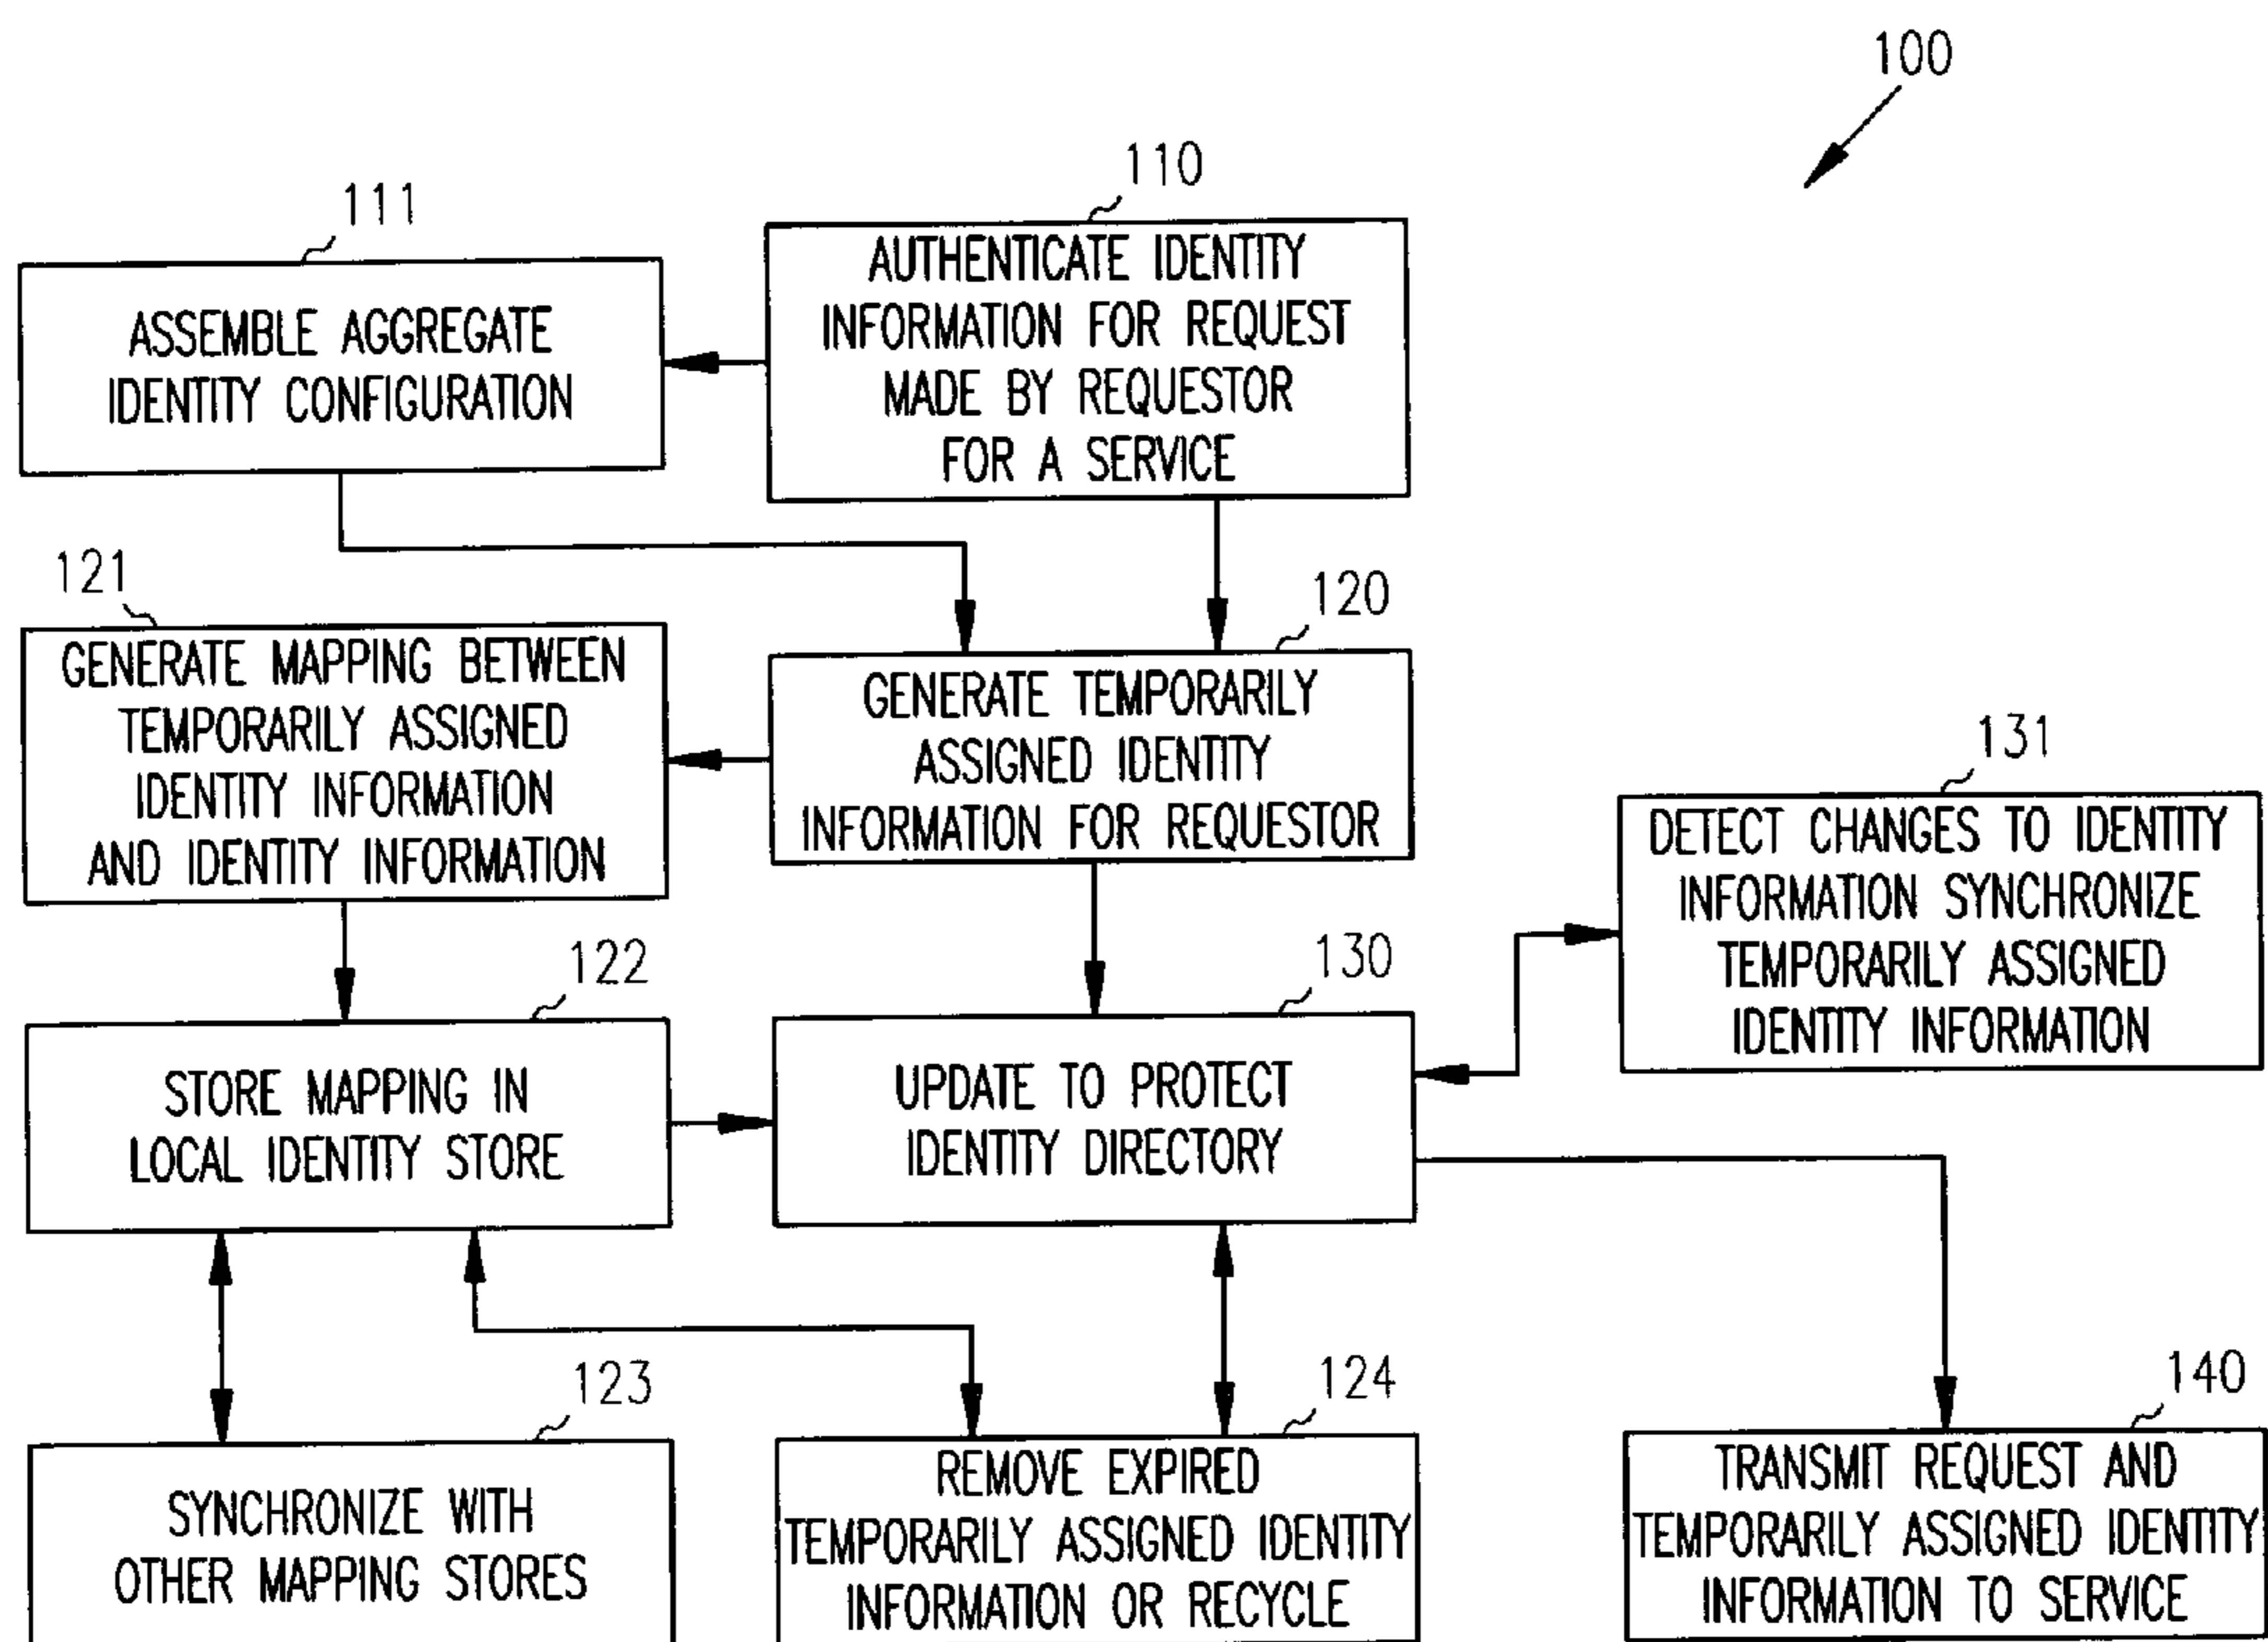 100
110
AUTHENTICATE IDENTITY
INFORMATION FOR REQUEST
MADE BY REQUESTOR
FOR A SERVICE
111
ASSEMBLE AGGREGATE
IDENTITY CONFIGURATION
120
GENERATE TEMPORARILY
ASSIGNED IDENTITY
INFORMATION FOR REQUESTOR
121
GENERATE MAPPING BETWEEN
TEMPORARILY ASSIGNED
IDENTITY INFORMATION
AND IDENTITY INFORMATION
131
DETECT CHANGES TO IDENTITY
INFORMATION SYNCHRONIZE
TEMPORARILY ASSIGNED
IDENTITY INFORMATION
122
STORE MAPPING IN
LOCAL IDENTITY STORE
130
UPDATE TO PROTECT
IDENTITY DIRECTORY
123
SYNCHRONIZE WITH
OTHER MAPPING STORES
124
REMOVE EXPIRED
TEMPORARILY ASSIGNED IDENTITY
INFORMATION OR RECYCLE
140
TRANSMIT REQUEST AND
TEMPORARILY ASSIGNED IDENTITY
INFORMATION TO SERVICE